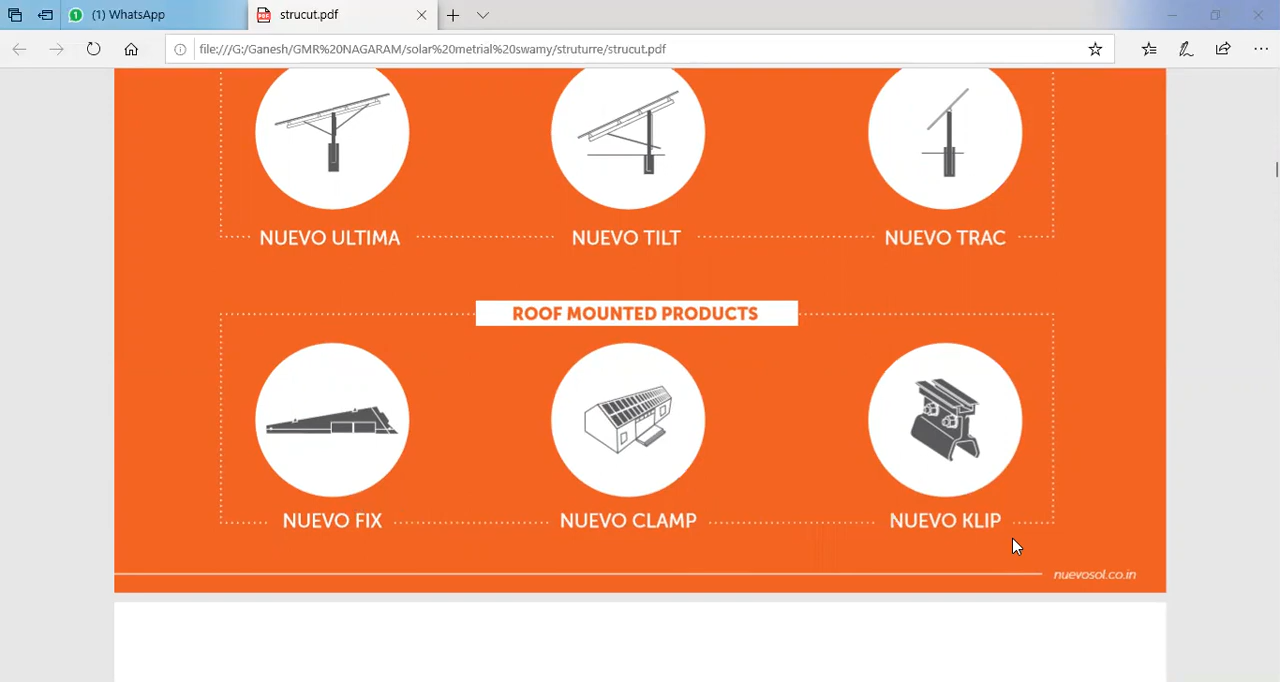 (1) WhatsApp
strucut.pdf
file:///G:/Ganesh/GMR%20NAGARAM/solar%20metrial%20swamy/struturre/strucut.pdf
NUEVO ULTIMA
NUEVO TILT
NUEVO TRAC
ROOF MOUNTED PRODUCTS
NUEVO FIX
NUEVO CLAMP
NUEVO KLIP
nuevosol.co.in